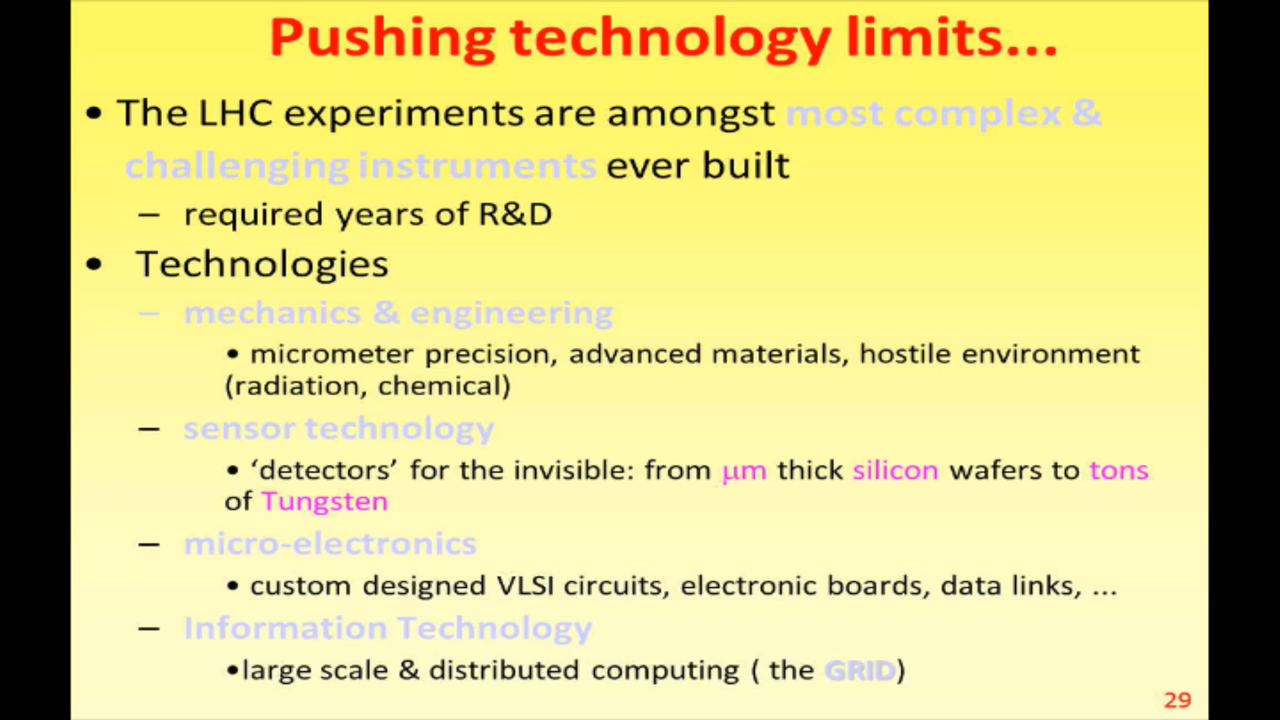 Pushing technology limits...
• The LHC experiments are amongst most complex &
challenging instruments ever built
– required years of R&D
• Technologies
– mechanics & engineering
• micrometer precision, advanced materials, hostile environment
(radiation, chemical)
– sensor technology
• ‘detectors’ for the invisible: from µm thick silicon wafers to tons
of Tungsten
– micro-electronics
• custom designed VLSI circuits, electronic boards, data links, ...
– Information Technology
•large scale & distributed computing ( the GRID)
29